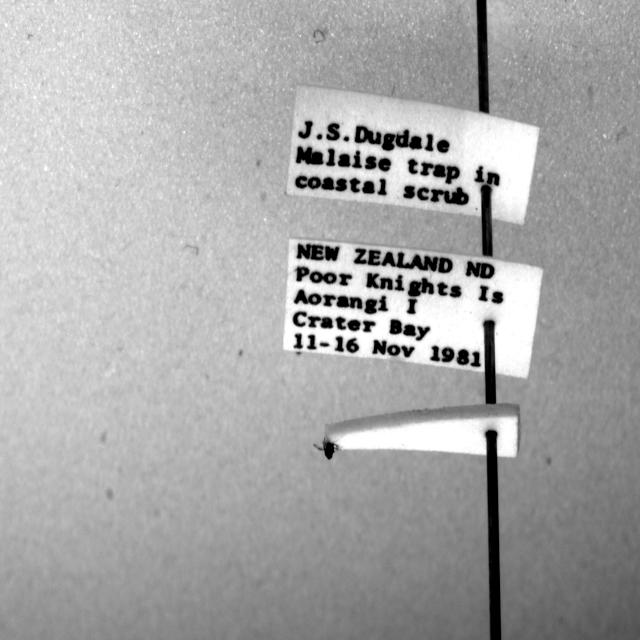 J.S.Dugdale
Malaise trap in
coastal scrub
NEW ZEALAND ND
Poor Knights Is
Aorangi I
Crater Bay
11-16 Nov 1981